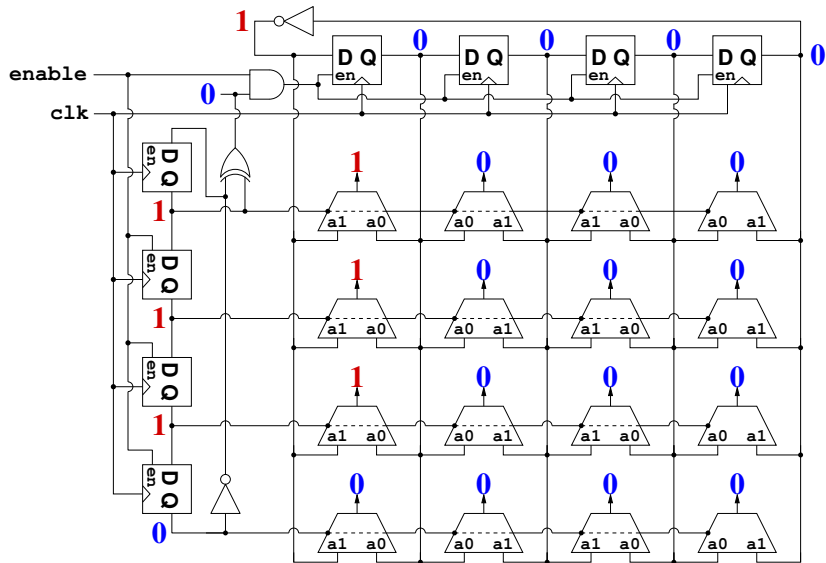 1
0 0 0 0
D Q D Q D Q D Q
en en en en
enable
0
clk
en D Q
1 0 0 0
1
a1 a0 a0 a1 a0 a1 a0 a1
en D Q
1 0 0 0
1
a1 a0 a0 a1 a0 a1 a0 a1
en D Q
1 0 0 0
1
a1 a0 a0 a1 a0 a1 a0 a1
en D Q
0 0 0 0
0
a1 a0 a0 a1 a0 a1 a0 a1